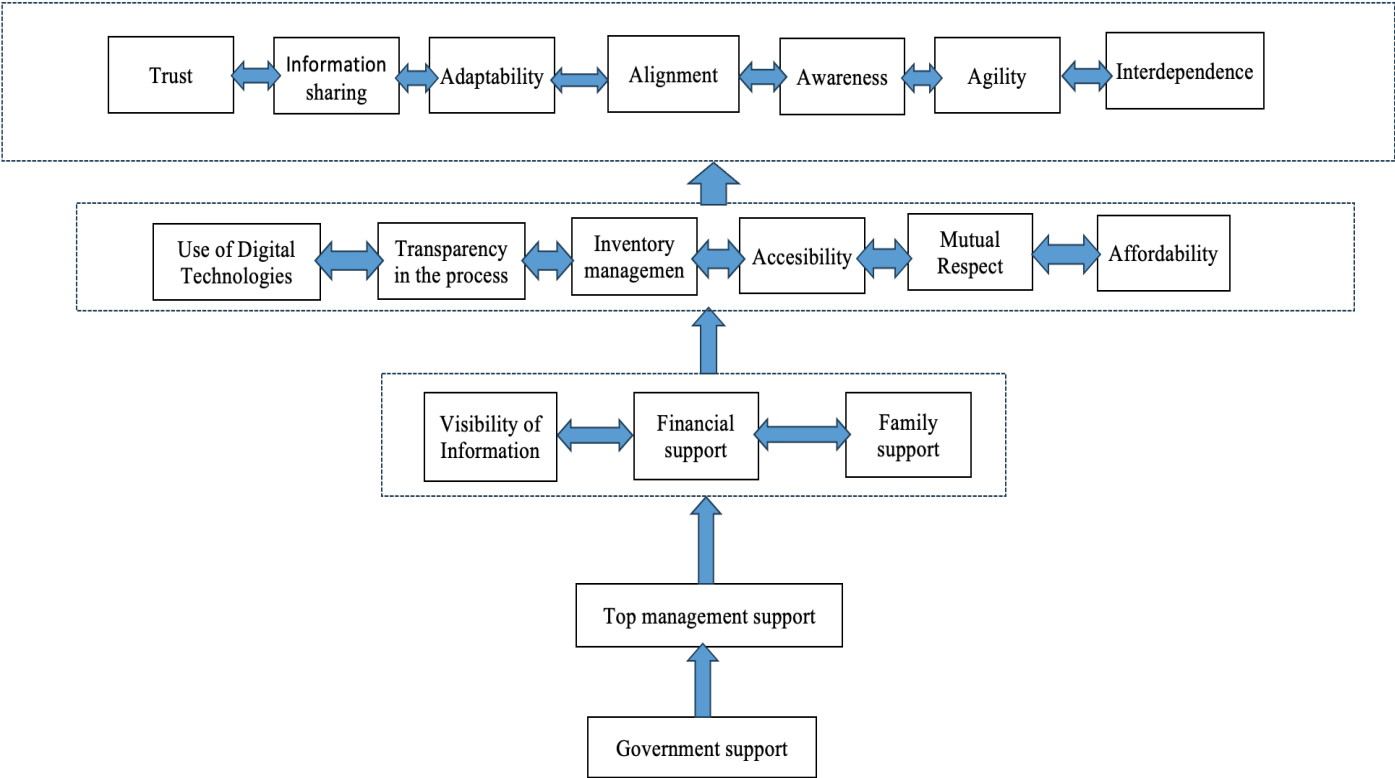 Trust
Information
sharing
Adaptability
Alignment
Awareness
Agility
Interdependence
Use of Digital
Technologies
Transparency
in the process
Inventory
managemen
Accesibility
Mutual
Respect
Affordability
Visibility of
Information
Financial
support
Family
support
Top management support
Government support